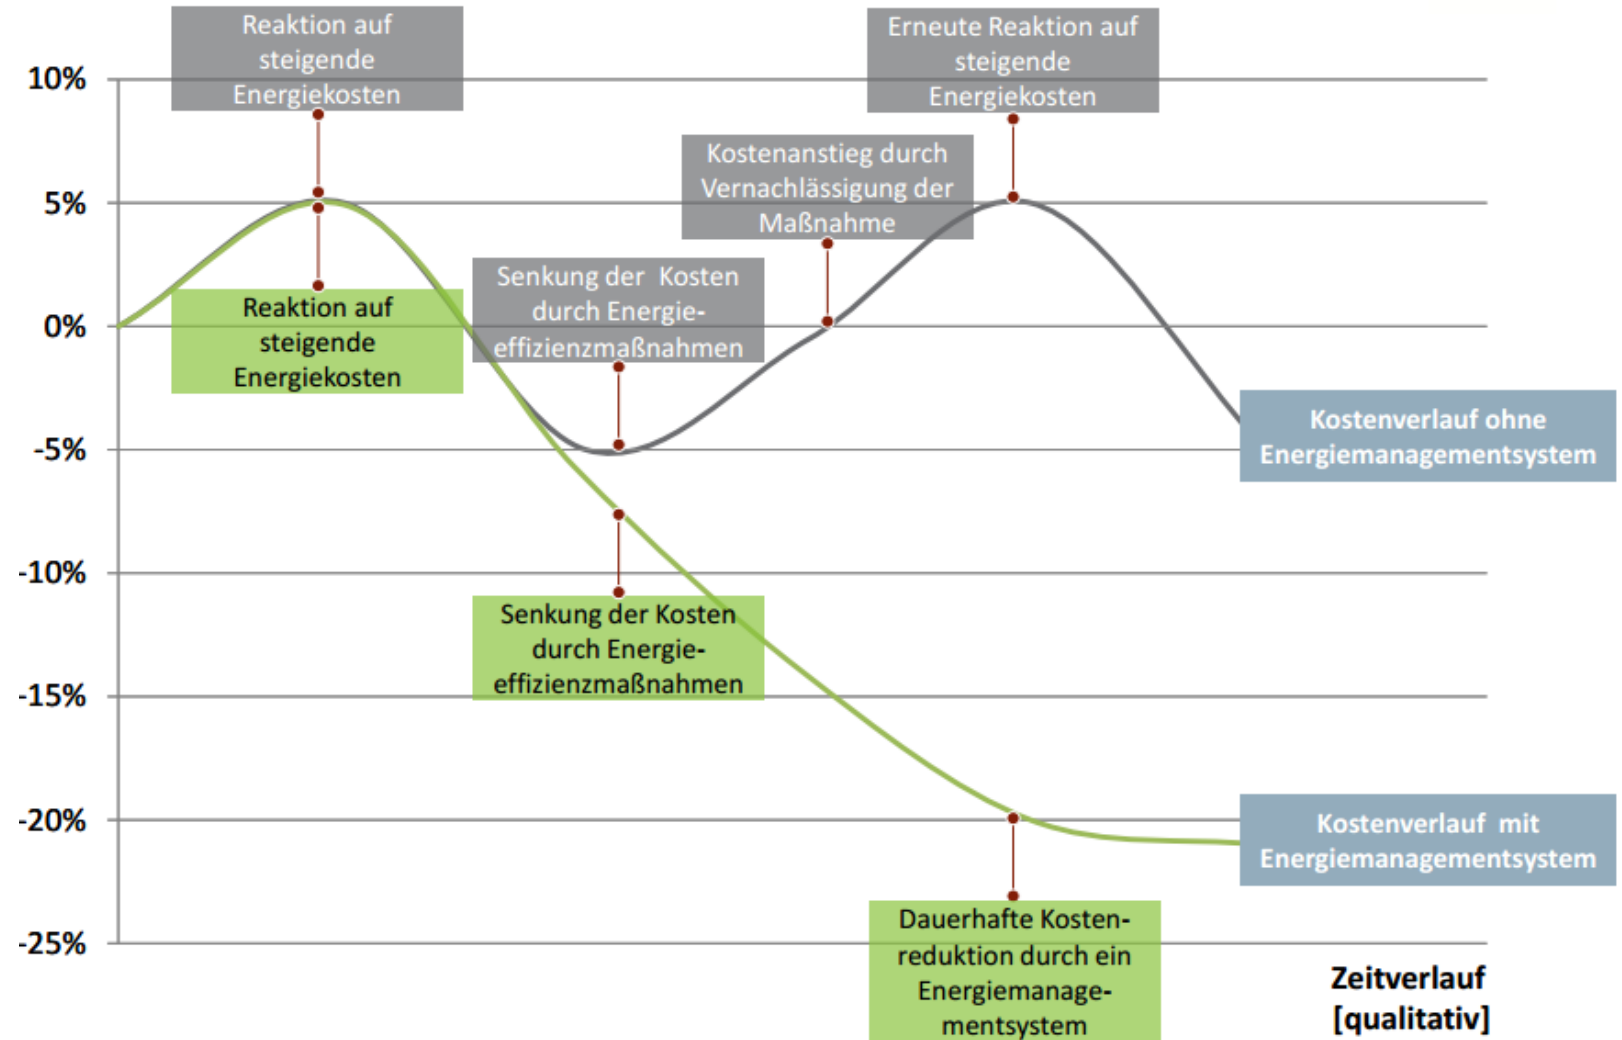 Reaktion auf
steigende
Energiekosten
Erneute Reaktion auf
steigende
Energiekosten
10%
Kostenanstieg durch
Vernachlässigung der
Maßnahme
5%
Senkung der Kosten
durch Energie-
effizienzmaßnahmen
Reaktion auf
steigende
Energiekosten
0%
Kostenverlauf ohne
Energiemanagementsystem
-5%
-10%
Senkung der Kosten
durch Energie-
effizienzmaßnahmen
-15%
-20%
Kostenverlauf mit
Energiemanagementsystem
Dauerhafte Kosten-
reduktion durch ein
Energiemanage-
mentsystem
-25%
Zeitverlauf
[qualitativ]